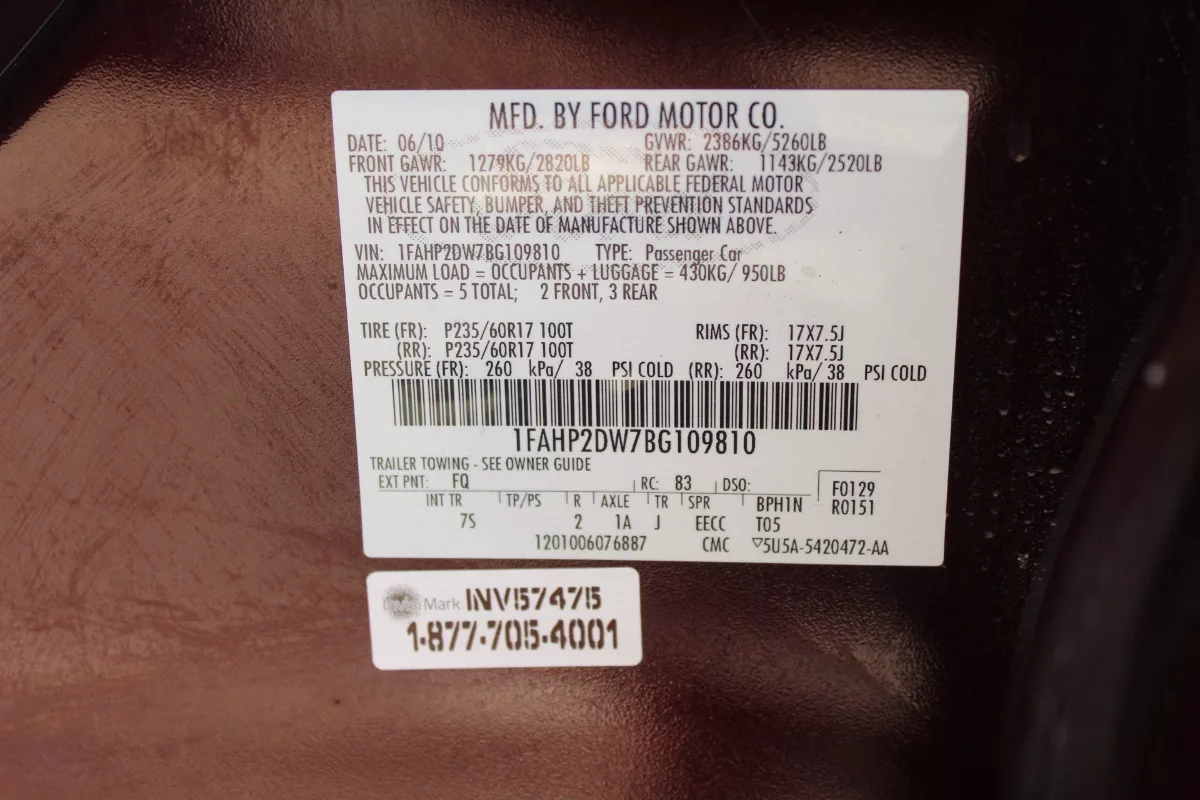 MFD. BY FORD MOTOR CO.
DATE: 06/10 GVWR: 2386KG/5260LB
FRONT GAWR: 1279KG/2820LB REAR GAWR: 1143KG/2520LB
THIS VEHICLE CONFORMS TO ALL APPLICABLE FEDERAL MOTOR
VEHICLE SAFETY, BUMPER, AND THEFT PREVENTION STANDARDS
IN EFFECT ON THE DATE OF MANUFACTURE SHOWN ABOVE.
VIN: 1FAHP2DW7BG109810 TYPE: Passenger Car
MAXIMUM LOAD = OCCUPANTS + LUGGAGE = 430KG/ 950LB
OCCUPANTS = 5 TOTAL; 2 FRONT, 3 REAR
TIRE (FR): P235/60R17 100T RIMS (FR): 17X7.5J
(RR): P235/60R17 100T (RR): 17X7.5J
PRESSURE (FR): 260 kPa/ 38 PSI COLD (RR): 260 kPa/ 38 PSI COLD
1FAHP2DW7BG109810
TRAILER TOWING - SEE OWNER GUIDE
EXT PNT: FQ RC: 83 DSO: F0129
INT TR TP/PS R AXLE TR SPR BPH1N R0151
7S 2 1A J EECC T05
1201006076887 CMC ▽5U5A-5420472-AA
Mark INV57475
1-877-705-4001